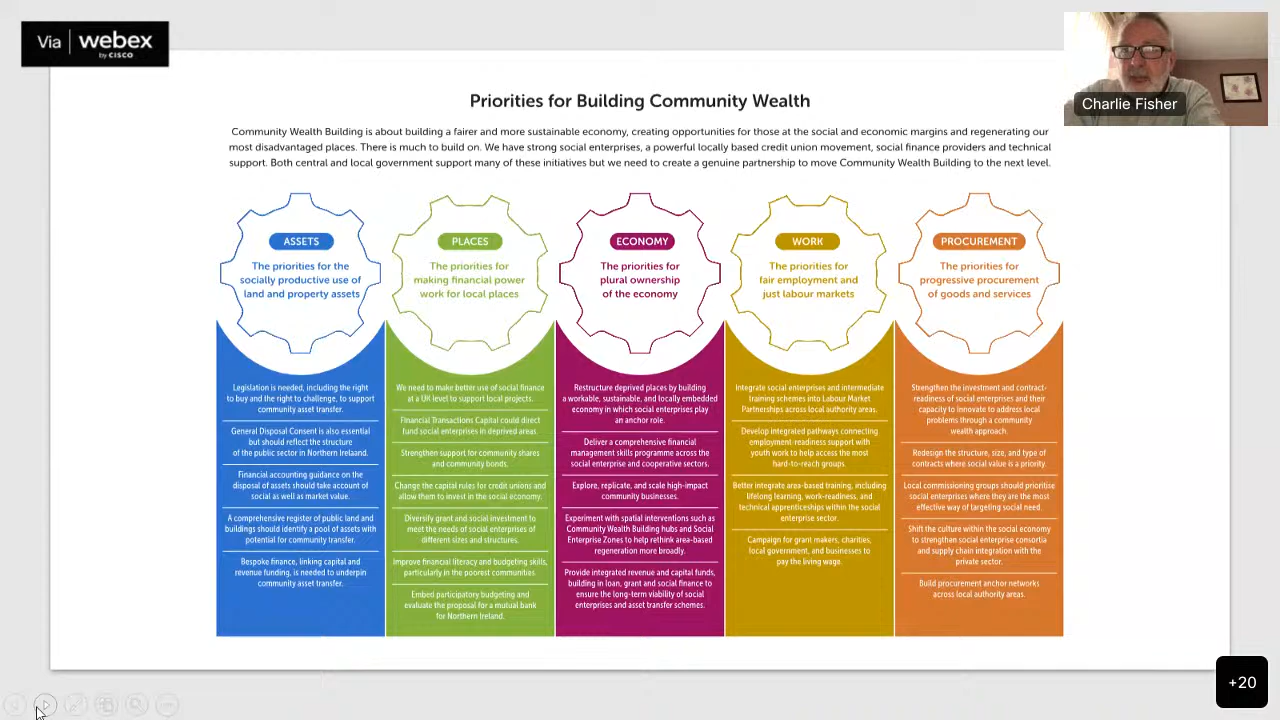 Via webex
by CISCO
Charlie Fisher
Priorities for Building Community Wealth
Community Wealth Building is about building a fairer and more sustainable economy, creating opportunities for those at the social and economic margins and regenerating our
most disadvantaged places. There is much to build on. We have strong social enterprises, a powerful locally based credit union movement, social finance providers and technical
support. Both central and local government support many of these initiatives but we need to create a genuine partnership to move Community Wealth Building to the next level.
ASSETS
The priorities for the
socially productive use of
land and property assets
Legislation is needed, including the right
to buy and the right to challenge, to support
community asset transfer.
General Disposal Consent is also essential
but should reflect the structure
of the public sector in Northern Irelaand.
Financial accounting guidance on the
disposal of assets should take account of
social as well as market value.
A comprehensive register of public land and
buildings should identify a pool of assets with
potential for community transfer.
Bespoke finance, linking capital and
revenue funding, is needed to underpin
community asset transfer.
PLACES
The priorities for
making financial power
work for local places
We need to make better use of social finance
at a UK level to support local projects.
Financial Transactions Capital could direct
fund social enterprises in deprived areas.
Strengthen support for community shares
and community bonds.
Change the capital rules for credit unions and
allow them to invest in the social economy.
Diversify grant and social investment to
meet the needs of social enterprises of
different sizes and structures.
Improve financial literacy and budgeting skills,
particularly in the poorest communities.
Embed participatory budgeting and
evaluate the proposal for a mutual bank
for Northern Ireland.
ECONOMY
The priorities for
plural ownership
of the economy
Restructure deprived places by building
a workable, sustainable, and locally embedded
economy in which social enterprises play
an anchor role.
Deliver a comprehensive financial
management skills programme across the
social enterprise and cooperative sectors.
Explore, replicate, and scale high-impact
community businesses.
Experiment with spatial interventions such as
Community Wealth Building hubs and Social
Enterprise Zones to help rethink area-based
regeneration more broadly.
Provide integrated revenue and capital funds,
building in loan, grant and social finance to
ensure the long-term viability of social
enterprises and asset transfer schemes.
WORK
The priorities for
fair employment and
just labour markets
Integrate social enterprises and intermediate
training schemes into Labour Market
Partnerships across local authority areas.
Develop integrated pathways connecting
employment-readiness support with
youth work to help access the most
hard-to-reach groups.
Better integrate area-based training, including
lifelong learning, work-readiness, and
technical apprenticeships within the social
enterprise sector.
Campaign for grant makers, charities,
local government, and businesses to
pay the living wage.
PROCUREMENT
The priorities for
progressive procurement
of goods and services
Strengthen the investment and contract-
readiness of social enterprises and their
capacity to innovate to address local
problems through a community
wealth approach.
Redesign the structure, size, and type of
contracts where social value is a priority.
Local commissioning groups should prioritise
social enterprises where they are the most
effective way of targeting social need.
Shift the culture within the social economy
to strengthen social enterprise consortia
and supply chain integration with the
private sector.
Build procurement anchor networks
across local authority areas.
+20